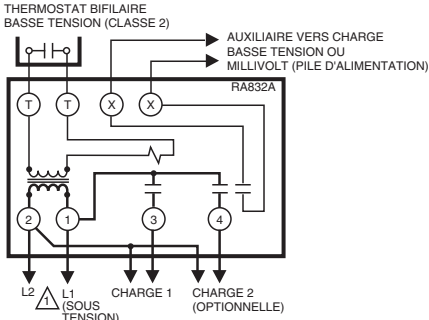 THERMOSTAT BIFILAIRE
BASSE TENSION (CLASSE 2)
AUXILIAIRE VERS CHARGE
BASSE TENSION OU
MILLIVOLT (PILE D'ALIMENTATION)
RA832A
T T X X
2 1 3 4
L2 1 L1
(SOUS
TENSION)
CHARGE 1
CHARGE 2
(OPTIONNELLE)